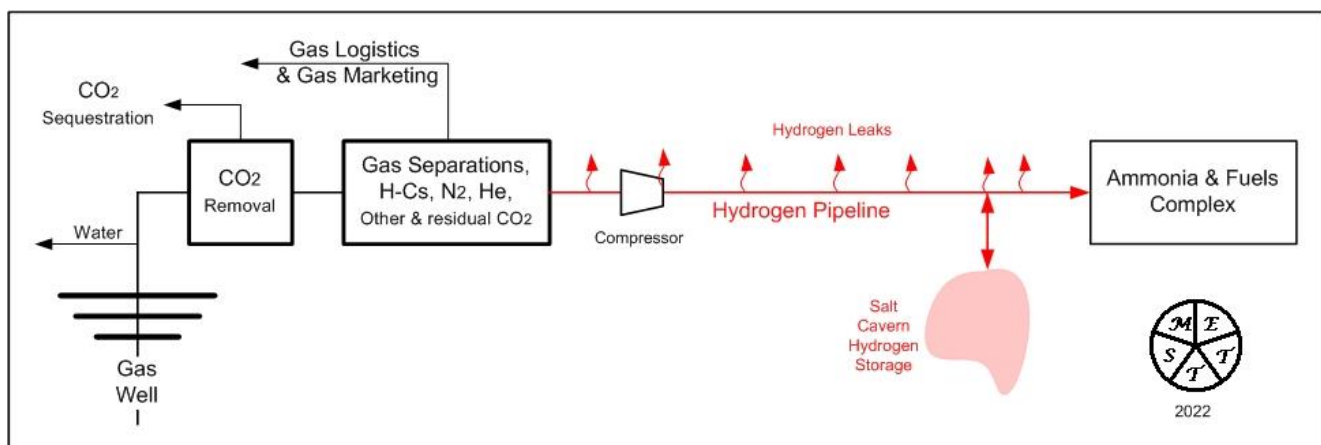 Gas Logistics
& Gas Marketing
CO2
Sequestration
Hydrogen Leaks
CO2
Removal
Gas Separations,
H-Cs, N2, He,
Other & residual CO2
Ammonia & Fuels
Complex
Hydrogen Pipeline
Compressor
Water
Salt
Cavern
Hydrogen
Storage
Gas
Well
M E
S T T
2022